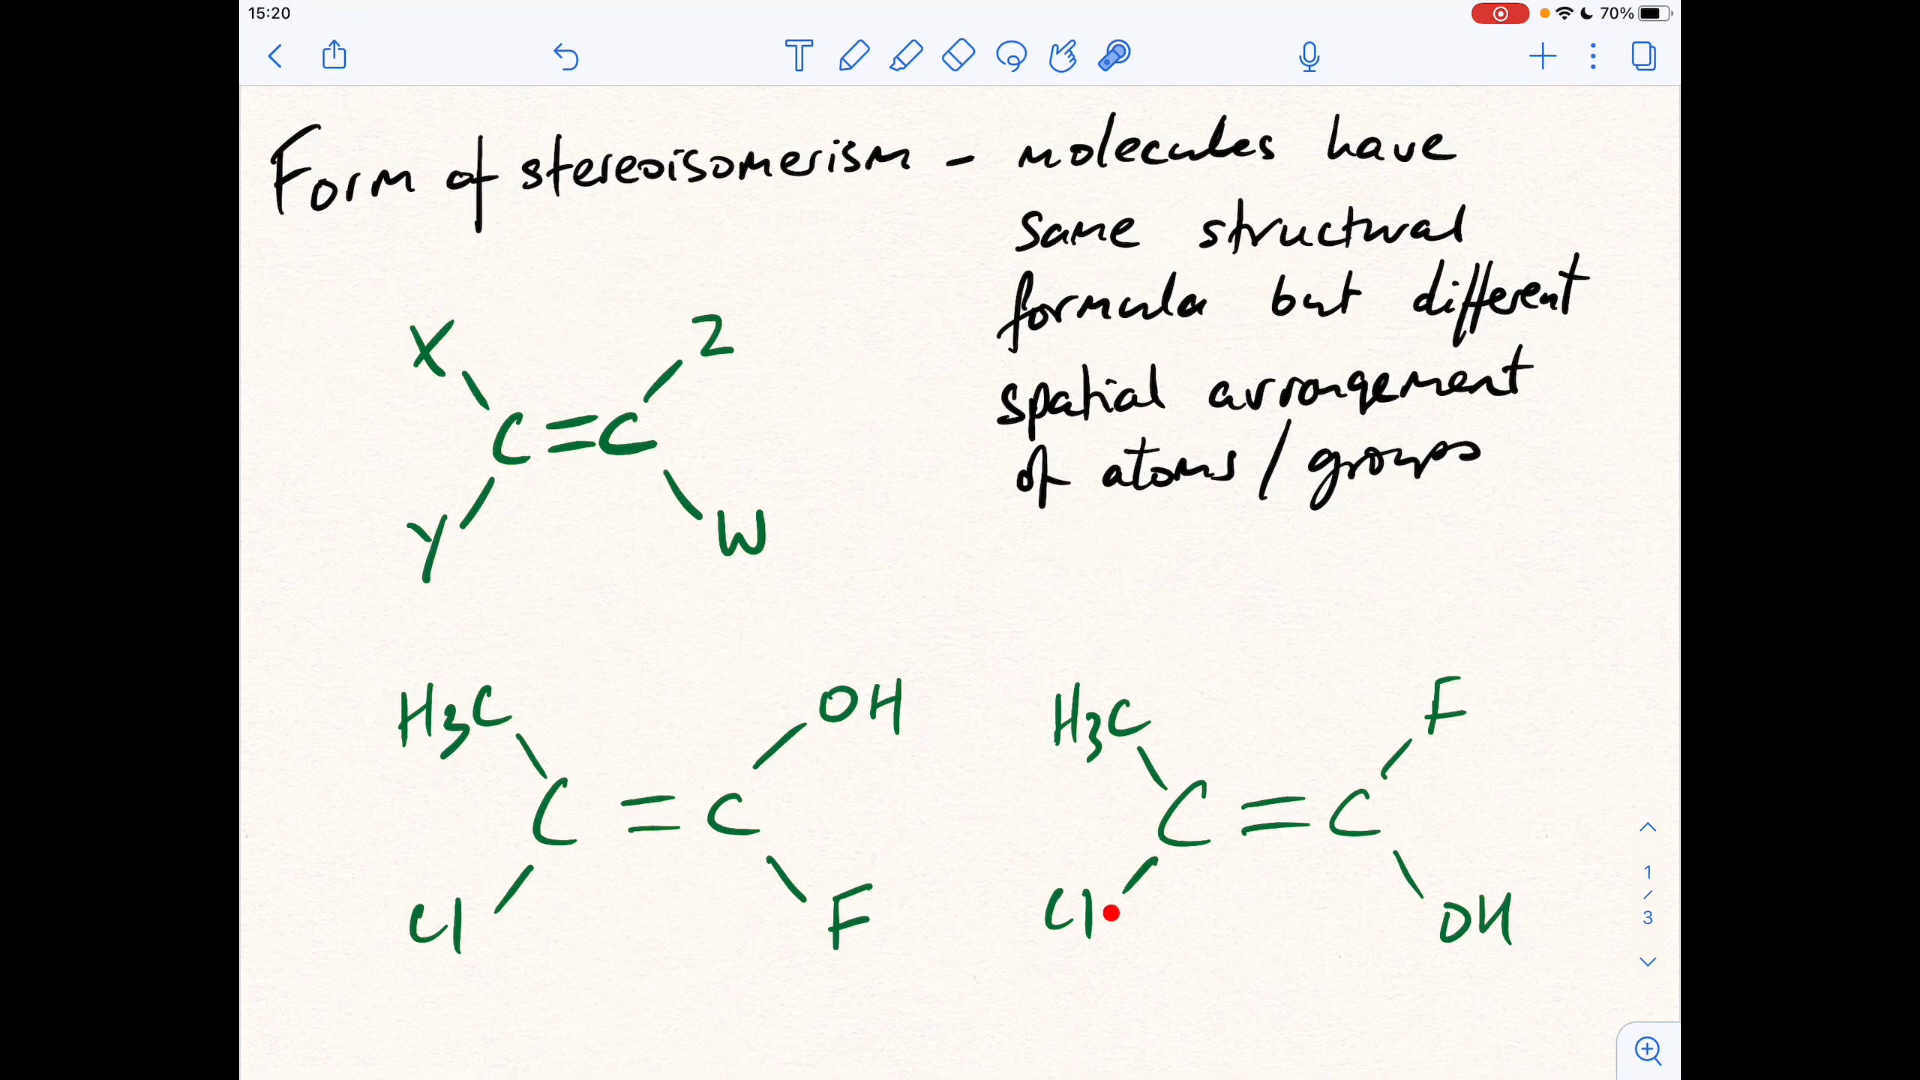 15:20
70%
T
Form of stereoisomerism - molecules have
same structural
formula but different
spatial arrangement
of atoms / groups
X Z
C=C
Y W
H3C OH
C = C
Cl F
H3C F
C = C
Cl OH
1
/
3